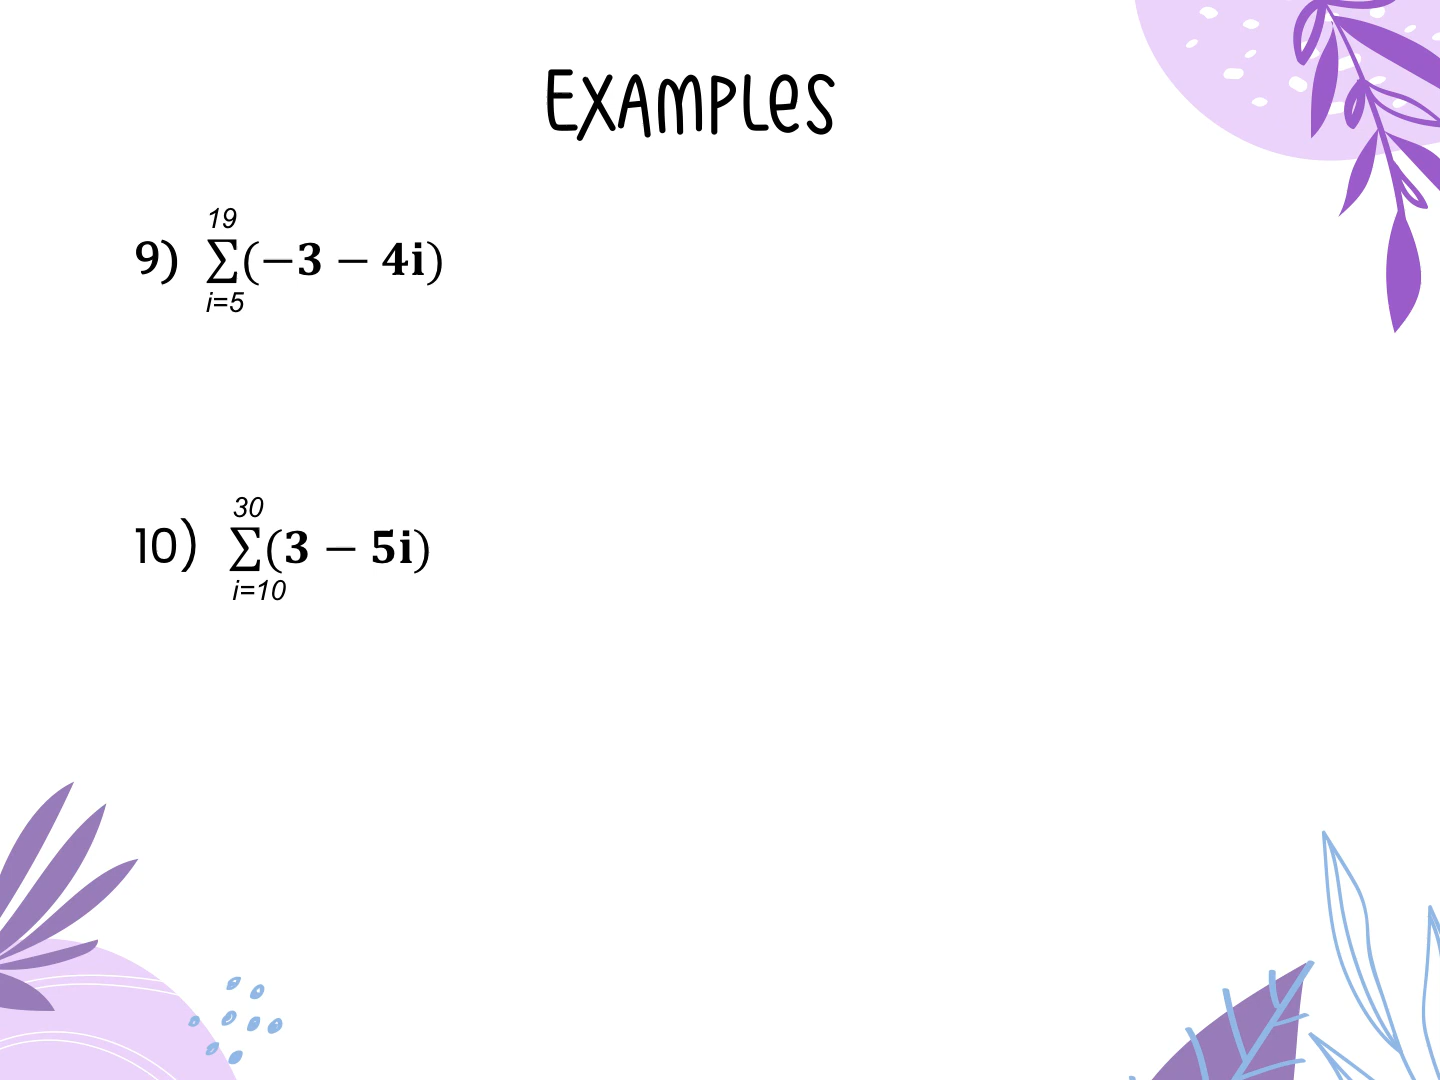 EXAMPLES
19
9) ∑(−3 − 4i)
i=5
30
10) ∑(3 − 5i)
i=10